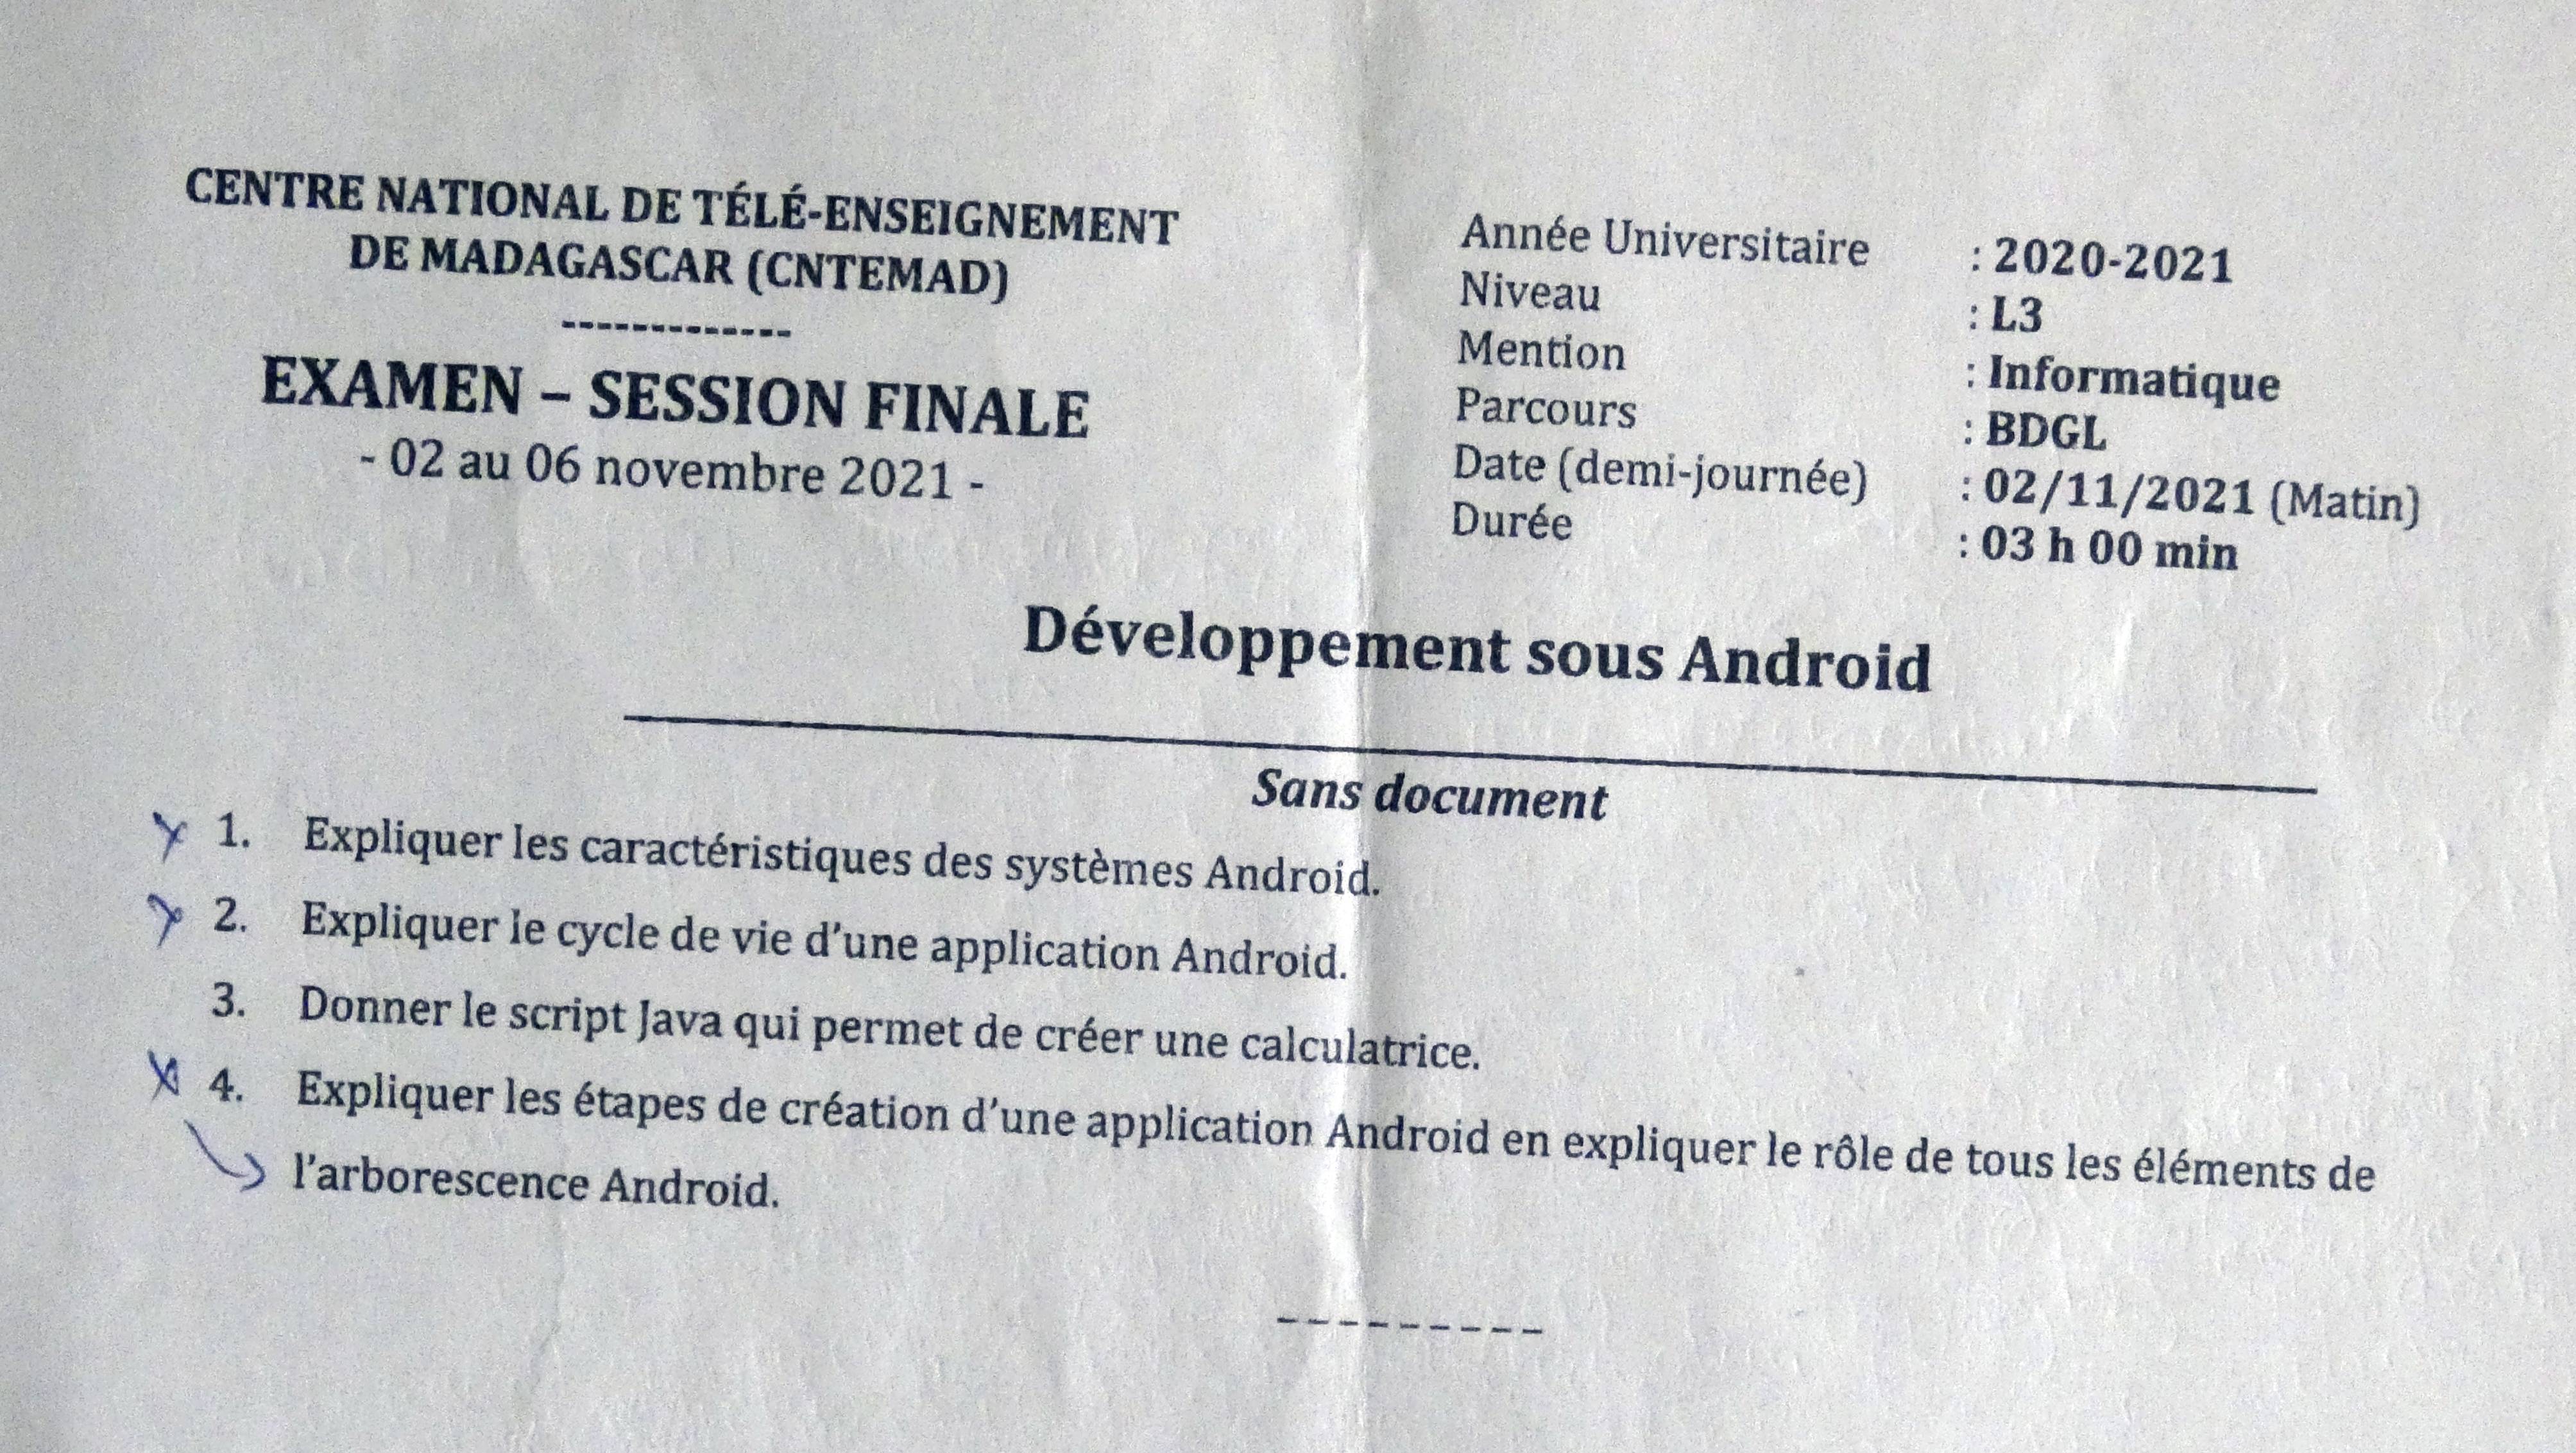 CENTRE NATIONAL DE TÉLÉ-ENSEIGNEMENT
DE MADAGASCAR (CNTEMAD)
-------------
EXAMEN – SESSION FINALE
- 02 au 06 novembre 2021 -
Année Universitaire : 2020-2021
Niveau : L3
Mention : Informatique
Parcours : BDGL
Date (demi-journée) : 02/11/2021 (Matin)
Durée : 03 h 00 min
Développement sous Android
Sans document
1. Expliquer les caractéristiques des systèmes Android.
2. Expliquer le cycle de vie d'une application Android.
3. Donner le script Java qui permet de créer une calculatrice.
4. Expliquer les étapes de création d'une application Android en expliquer le rôle de tous les éléments de
l'arborescence Android.
---------